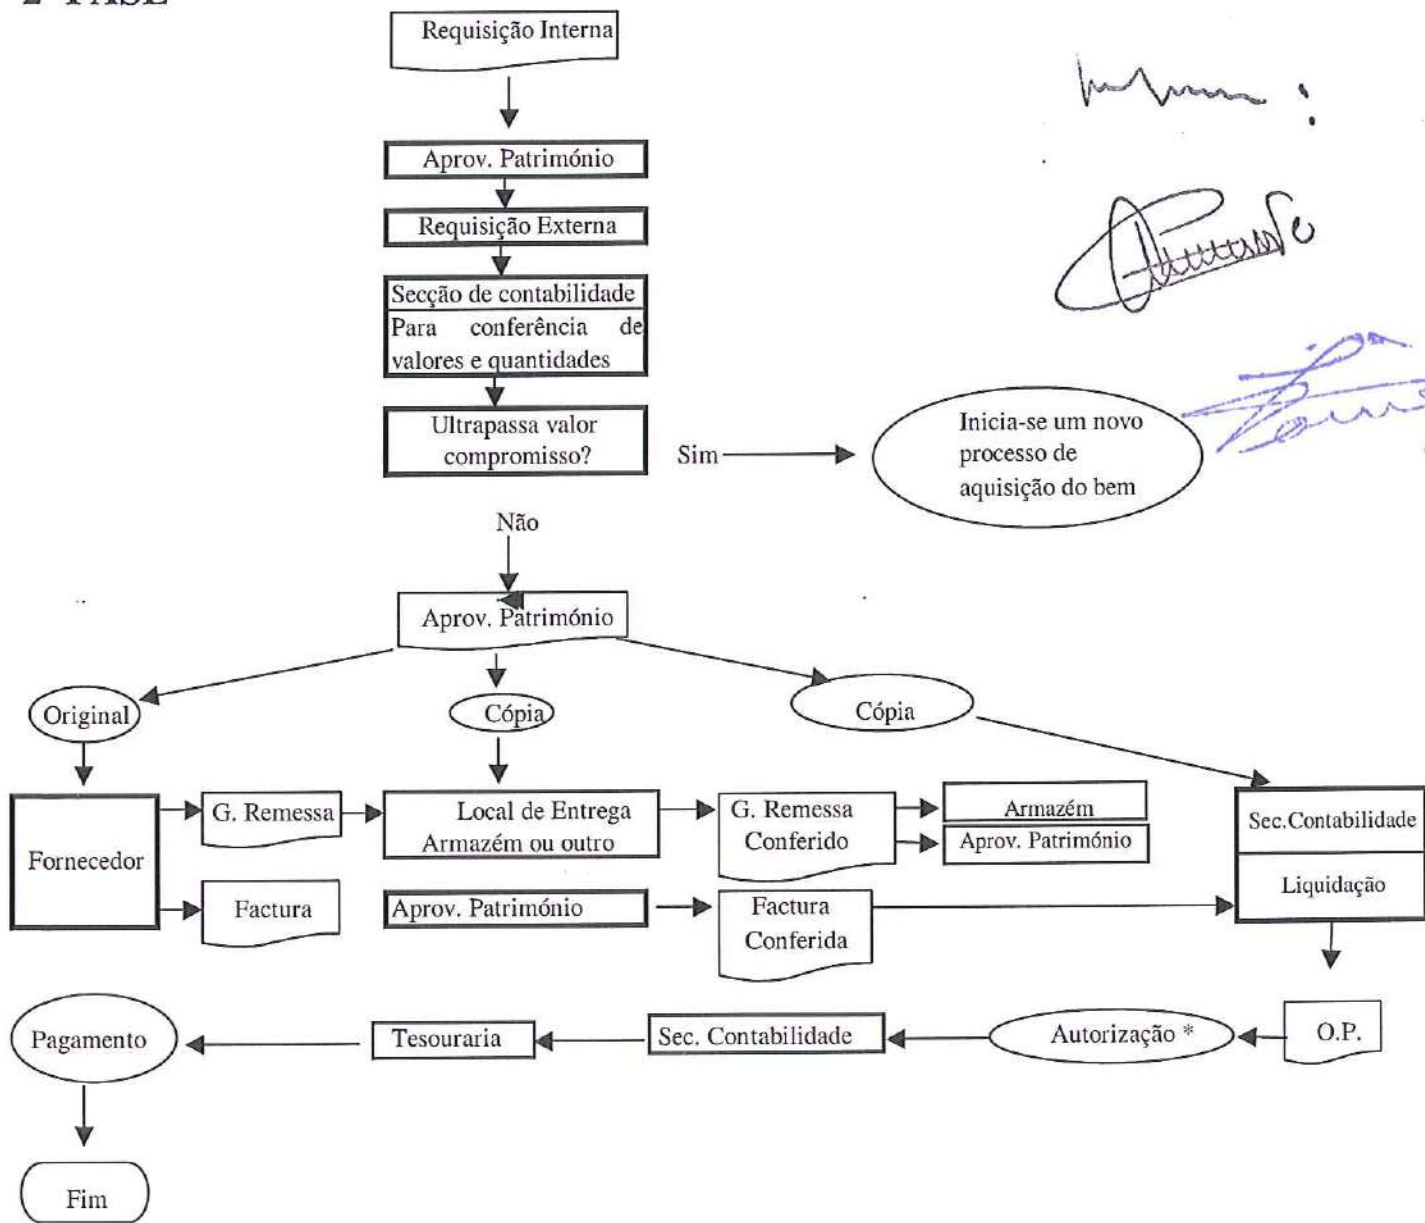 2ª FASE
Requisição Interna
Aprov. Património
Requisição Externa
Secção de contabilidade
Para conferência de
valores e quantidades
Ultrapassa valor
compromisso?
Sim
Inicia-se um novo
processo de
aquisição do bem
Não
Aprov. Património
Original
Cópia
Cópia
Fornecedor
G. Remessa
Factura
Local de Entrega
Armazém ou outro
Aprov. Património
G. Remessa
Conferido
Factura
Conferida
Armazém
Aprov. Património
Sec.Contabilidade
Liquidação
O.P.
Autorização *
Sec. Contabilidade
Tesouraria
Pagamento
Fim